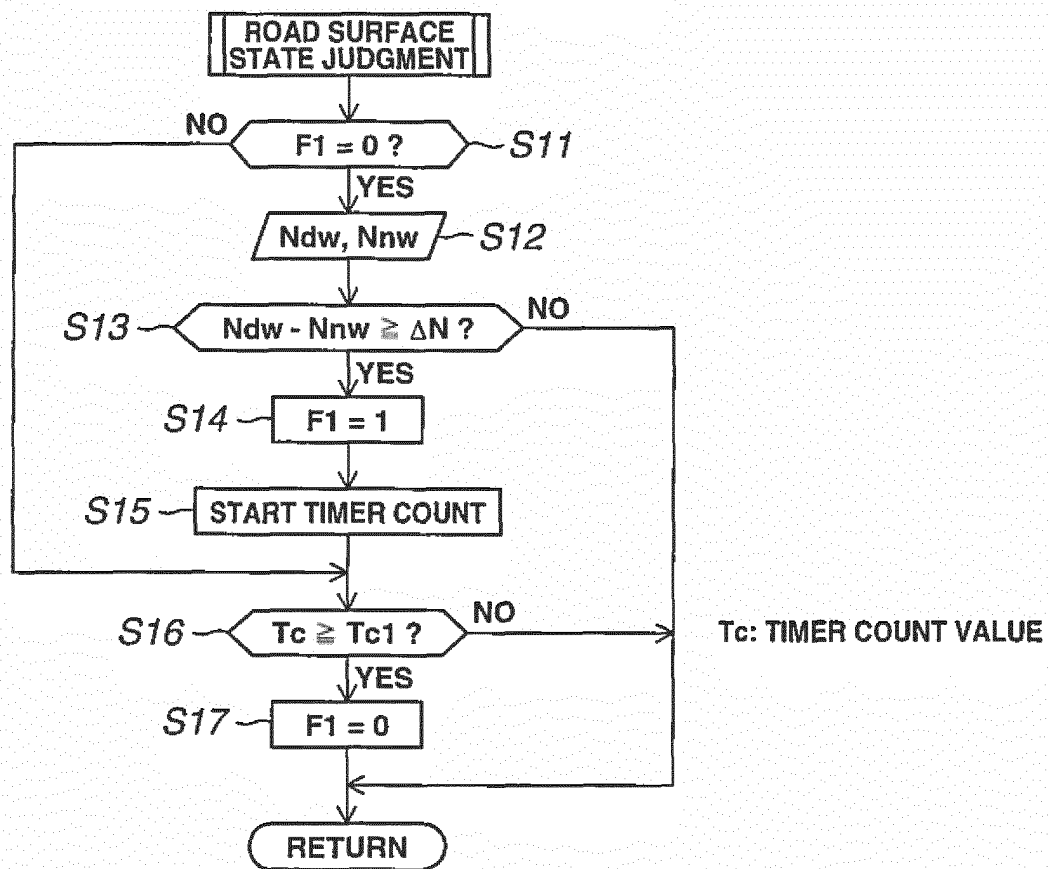 ROAD SURFACE
STATE JUDGMENT
NO
F1 = 0 ?
S11
YES
Ndw, Nnw
S12
S13
Ndw - Nnw ≧ ΔN ?
NO
YES
S14
F1 = 1
S15
START TIMER COUNT
S16
Tc ≧ Tc1 ?
NO
Tc: TIMER COUNT VALUE
YES
S17
F1 = 0
RETURN